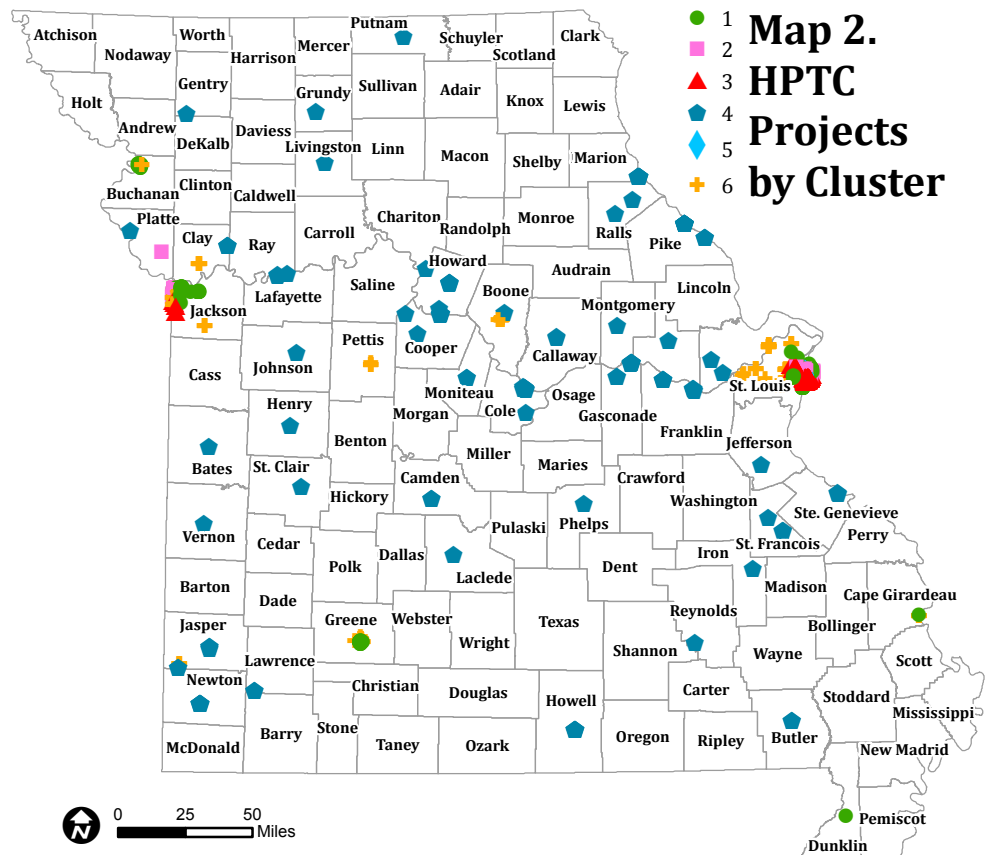 1
2
3
4
5
6
Map 2.
HPTC
Projects
by Cluster
Putnam
Atchison
Worth
Schuyler
Clark
Nodaway
Mercer
Harrison
Scotland
Gentry
Sullivan
Adair
Grundy
Holt
Knox
Lewis
Andrew
Daviess
DeKalb
Livingston
Linn
Macon
Shelby
Marion
Buchanan
Clinton
Caldwell
Platte
Chariton
Monroe
Randolph
Carroll
Ralls
Clay
Ray
Pike
Howard
Audrain
Saline
Lincoln
Boone
Lafayette
Montgomery
Jackson
Pettis
Cooper
Callaway
Johnson
Cass
St. Louis
Moniteau
Osage
Henry
Cole
Morgan
Gasconade
Franklin
Benton
Jefferson
Miller
Maries
Bates
St. Clair
Camden
Crawford
Hickory
Washington
Ste. Genevieve
Phelps
Pulaski
Vernon
Cedar
St. Francois
Perry
Iron
Dallas
Polk
Laclede
Dent
Barton
Madison
Cape Girardeau
Dade
Reynolds
Greene
Webster
Texas
Jasper
Bollinger
Wright
Shannon
Wayne
Lawrence
Scott
Newton
Christian
Douglas
Carter
Howell
Stoddard
Mississippi
Stone
Barry
Oregon
Ripley
Butler
McDonald
Taney
Ozark
New Madrid
Pemiscot
Dunklin
N
0 25 50
Miles